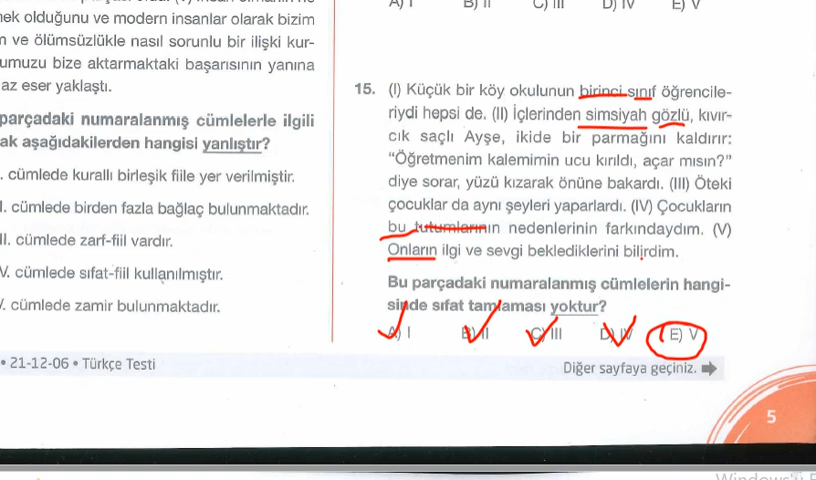 A) I B) II C) III D) IV E) V
olduğunu ve modern insanlar olarak bizim
ve ölümsüzlükle nasıl sorunlu bir ilişki kur-
umuzu bize aktarmaktaki başarısının yanına
az eser yaklaştı.
parçadaki numaralanmış cümlelerle ilgili
ak aşağıdakilerden hangisi yanlıştır?
. cümlede kurallı birleşik fiile yer verilmiştir.
I. cümlede birden fazla bağlaç bulunmaktadır.
II. cümlede zarf-fiil vardır.
V. cümlede sıfat-fiil kullanılmıştır.
. cümlede zamir bulunmaktadır.
15. (I) Küçük bir köy okulunun birinci sınıf öğrencile-
riydi hepsi de. (II) İçlerinden simsiyah gözlü, kıvır-
cık saçlı Ayşe, ikide bir parmağını kaldırır:
“Öğretmenim kalemimin ucu kırıldı, açar mısın?”
diye sorar, yüzü kızarak önüne bakardı. (III) Öteki
çocuklar da aynı şeyleri yaparlardı. (IV) Çocukların
bu tutumlarının nedenlerinin farkındaydım. (V)
Onların ilgi ve sevgi beklediklerini bilirdim.
Bu parçadaki numaralanmış cümlelerin hangi-
sinde sıfat tamlaması yoktur?
A) I B) II C) III D) IV E) V
• 21-12-06 • Türkçe Testi
Diğer sayfaya geçiniz.
5